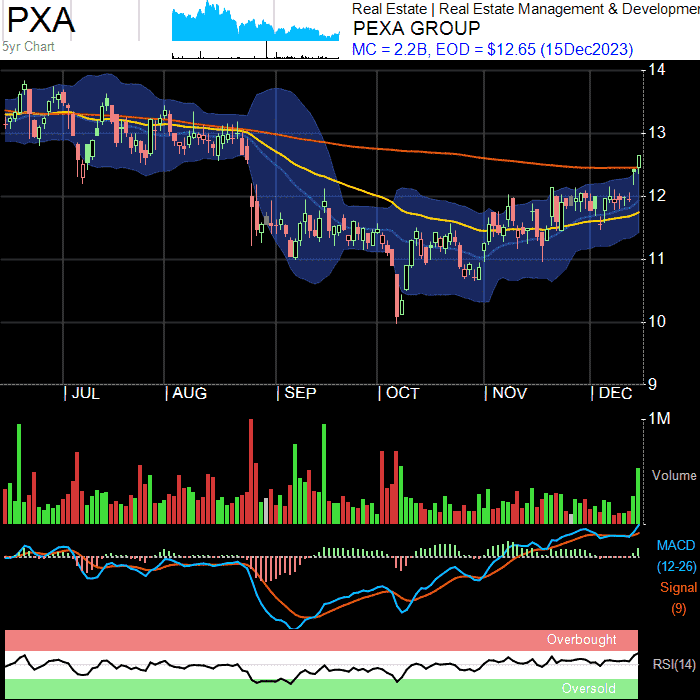 PXA
5yr Chart
Real Estate | Real Estate Management & Developmen
PEXA GROUP
MC = 2.2B, EOD = $12.65 (15Dec2023)
14
13
12
11
10
9
| JUL | AUG | SEP | OCT | NOV | DEC
1M
Volume
MACD
(12-26)
Signal
(9)
Overbought
RSI(14)
Oversold